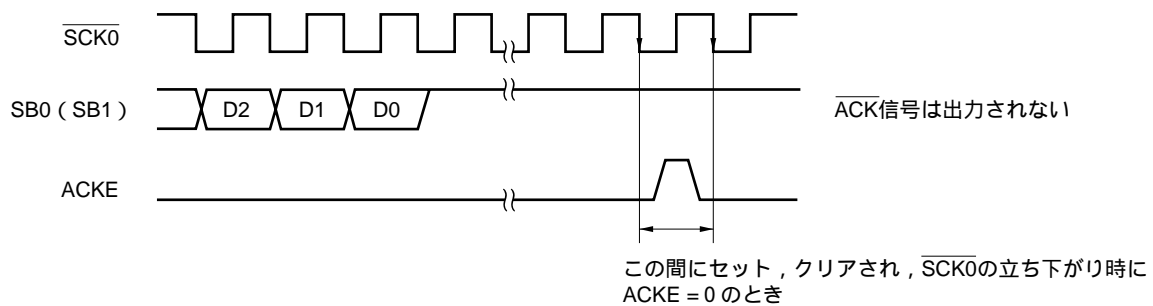 SCK0
SB0(SB1)
D2
D1
D0
ACK信号は出力されない
ACKE
この間にセット,クリアされ,SCK0の立ち下がり時に
ACKE = 0 のとき